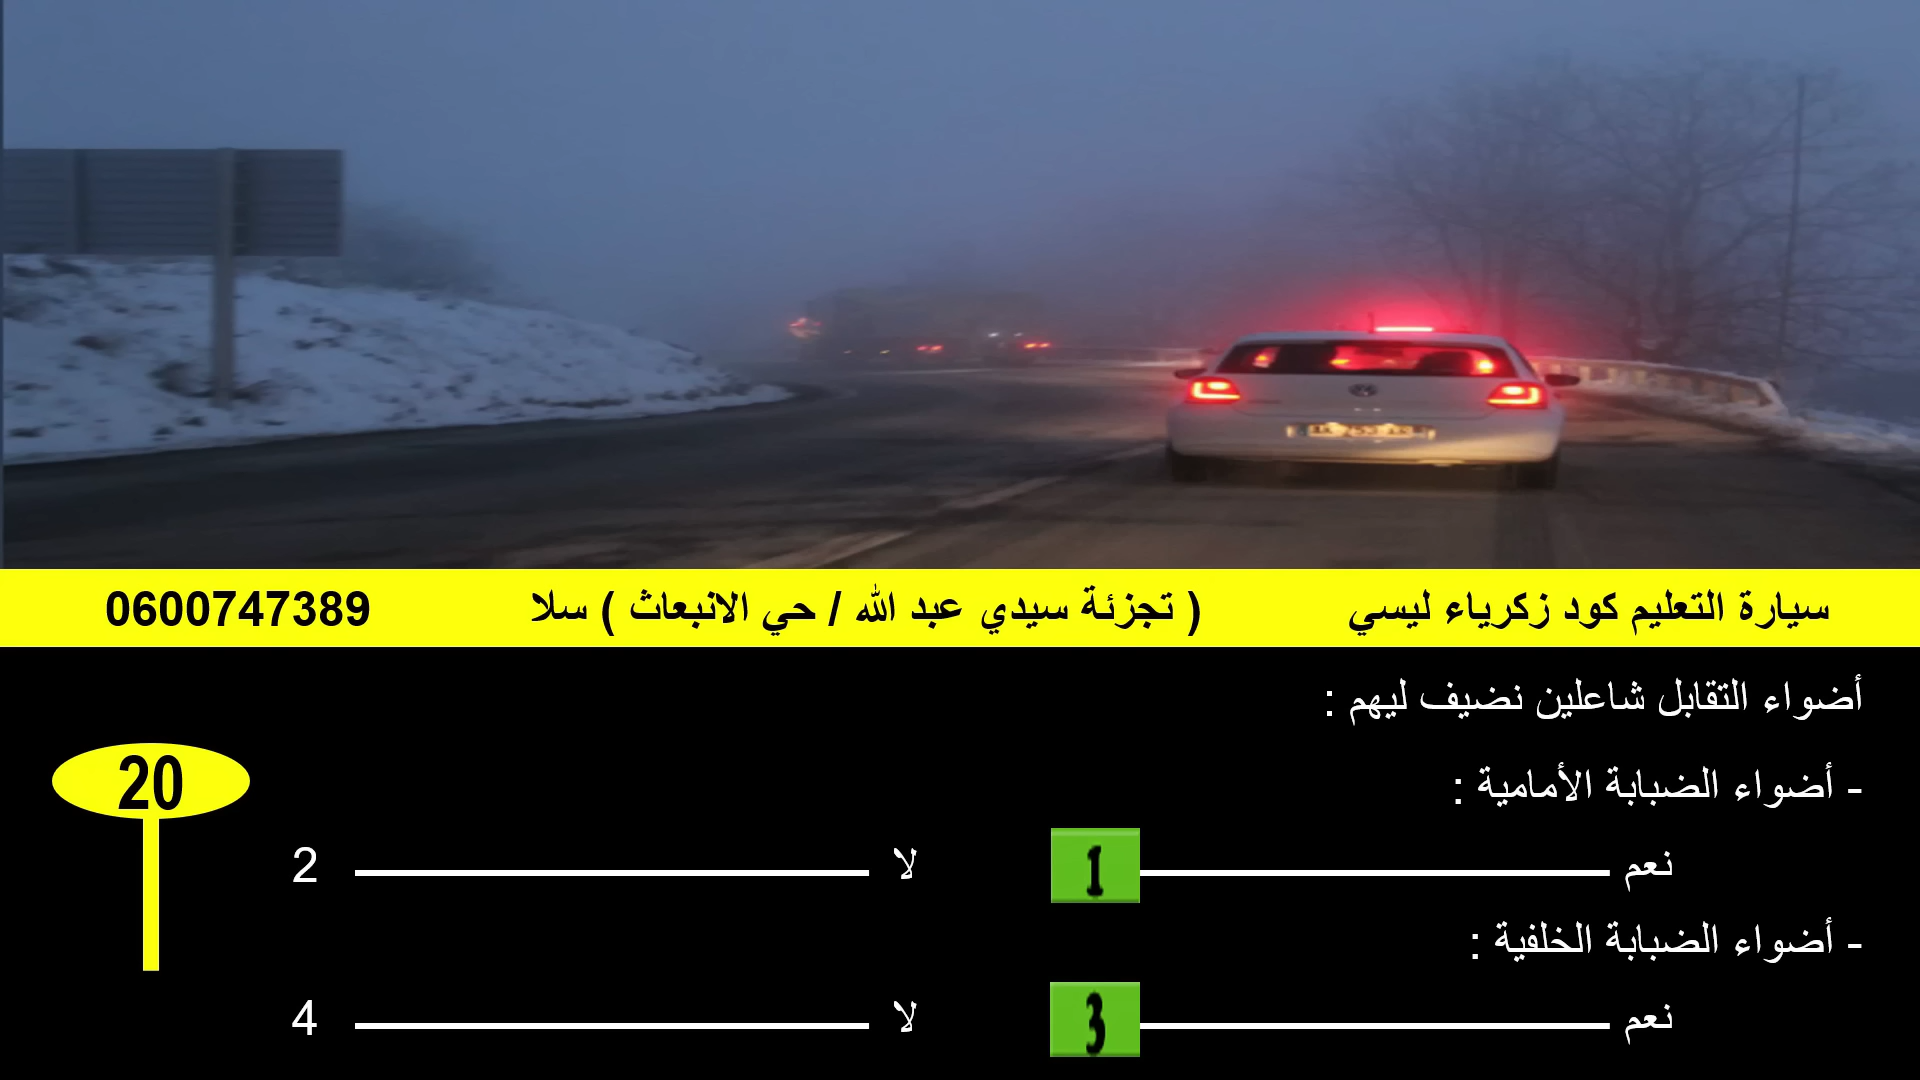 سيارة التعليم كود زكرياء ليسي ( تجزئة سيدي عبد الله / حي الانبعاث ) سلا 0600747389
أضواء التقابل شاعلين نضيف ليهم :
- أضواء الضبابة الأمامية :
نعم 1 لا 2
- أضواء الضبابة الخلفية :
نعم 3 لا 4
20